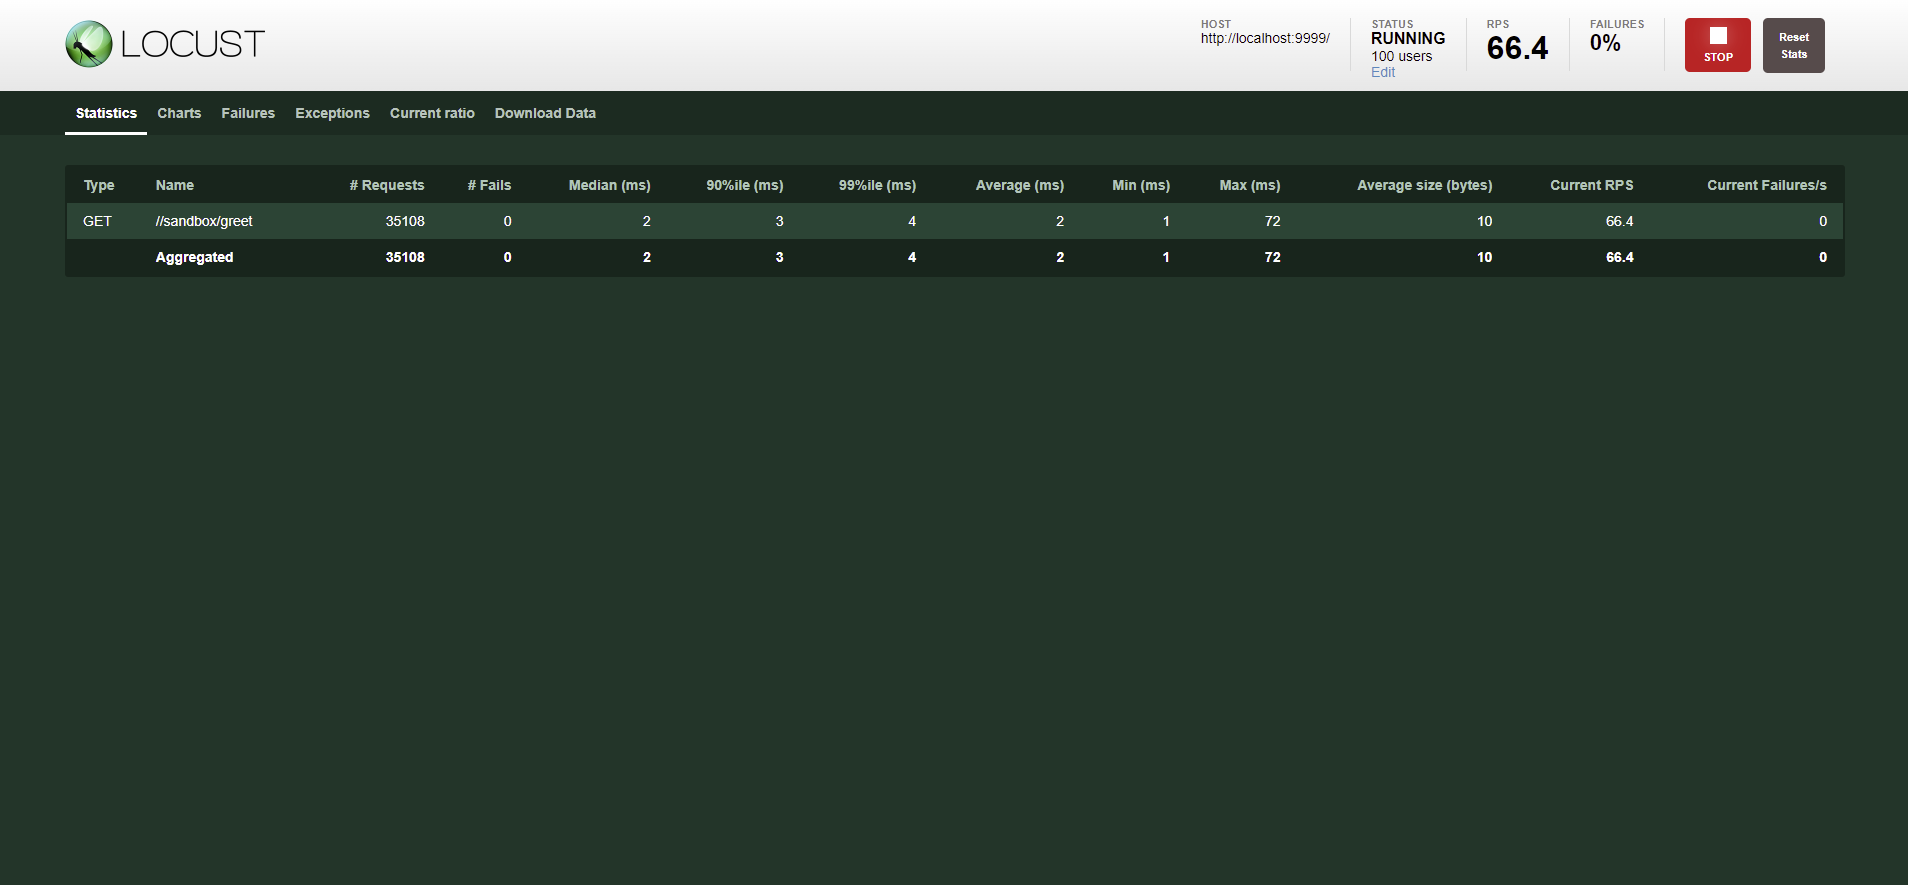 LOCUST
HOST
http://localhost:9999/
STATUS
RUNNING
100 users
Edit
RPS
66.4
FAILURES
0%
STOP
Reset
Stats
Statistics Charts Failures Exceptions Current ratio Download Data
Type Name # Requests # Fails Median (ms) 90%ile (ms) 99%ile (ms) Average (ms) Min (ms) Max (ms) Average size (bytes) Current RPS Current Failures/s
GET //sandbox/greet 35108 0 2 3 4 2 1 72 10 66.4 0
Aggregated 35108 0 2 3 4 2 1 72 10 66.4 0